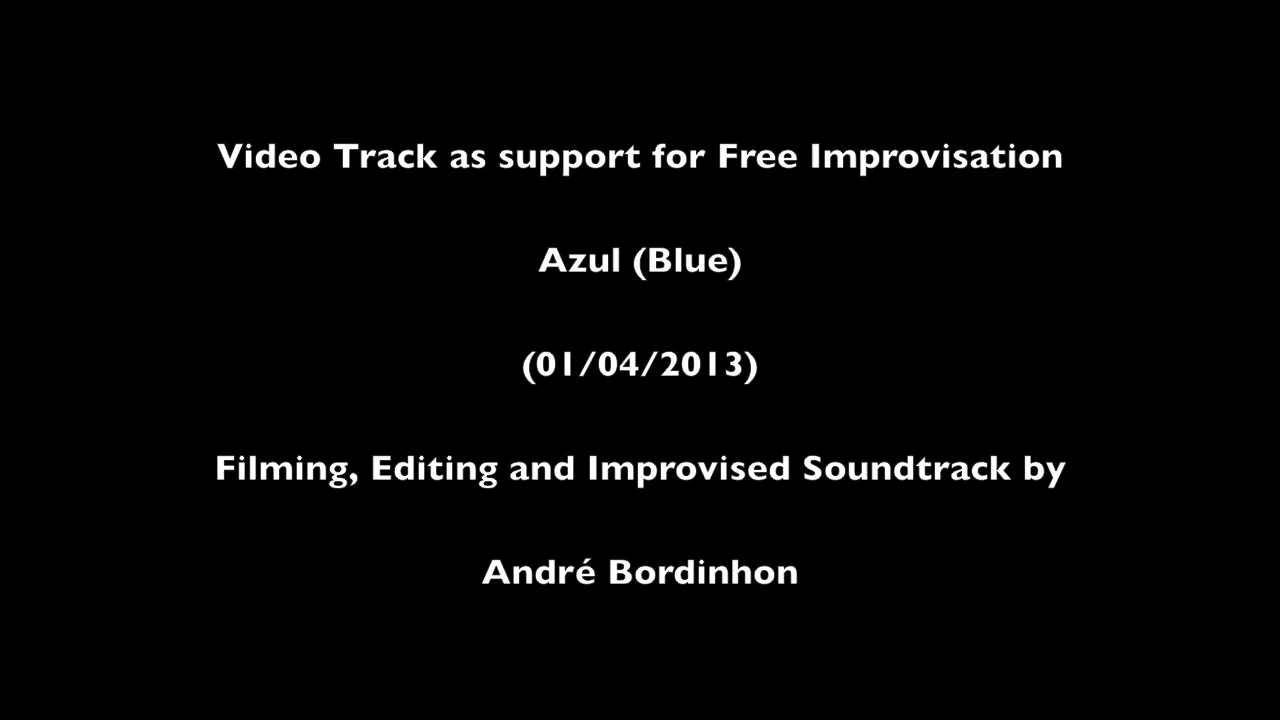 Video Track as support for Free Improvisation
Azul (Blue)
(01/04/2013)
Filming, Editing and Improvised Soundtrack by
André Bordinhon